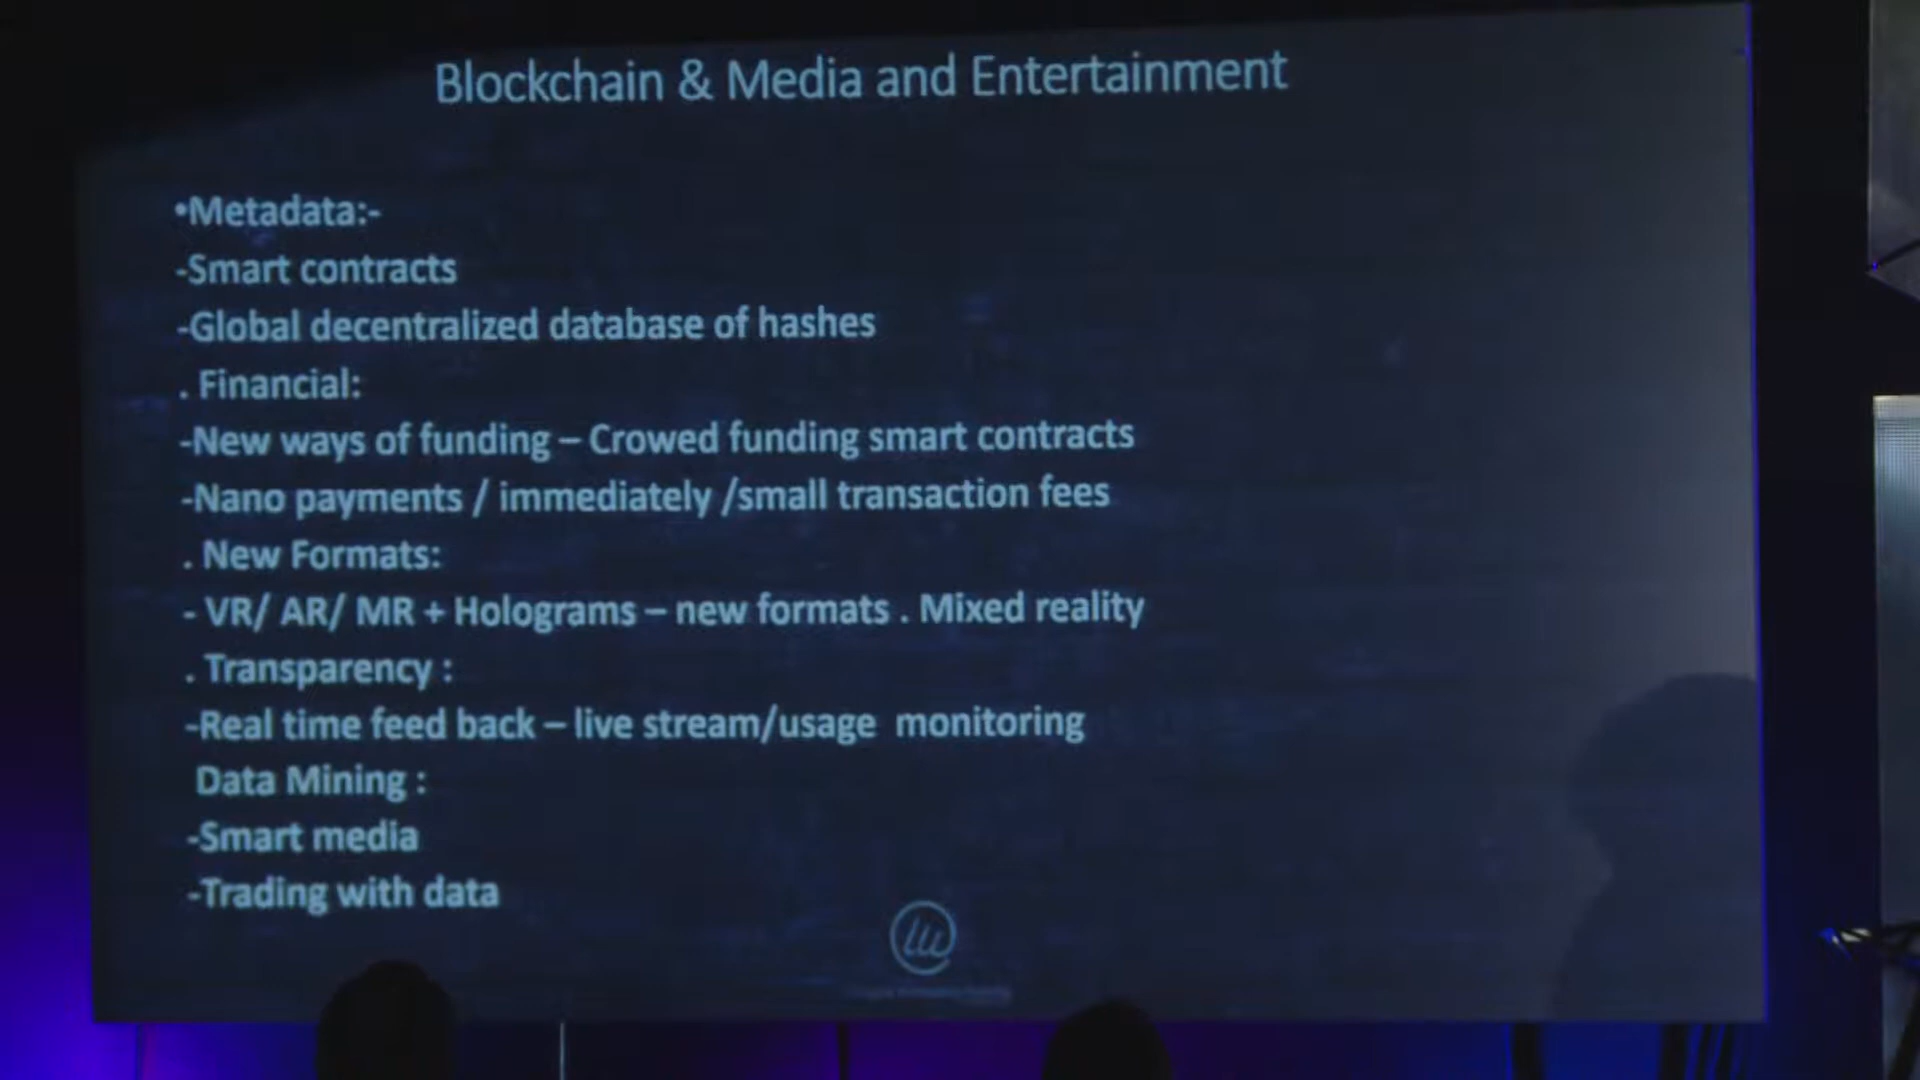 Blockchain & Media and Entertainment
•Metadata:-
-Smart contracts
-Global decentralized database of hashes
. Financial:
-New ways of funding – Crowed funding smart contracts
-Nano payments / immediately /small transaction fees
. New Formats:
- VR/ AR/ MR + Holograms – new formats . Mixed reality
. Transparency :
-Real time feed back – live stream/usage  monitoring
Data Mining :
-Smart media
-Trading with data